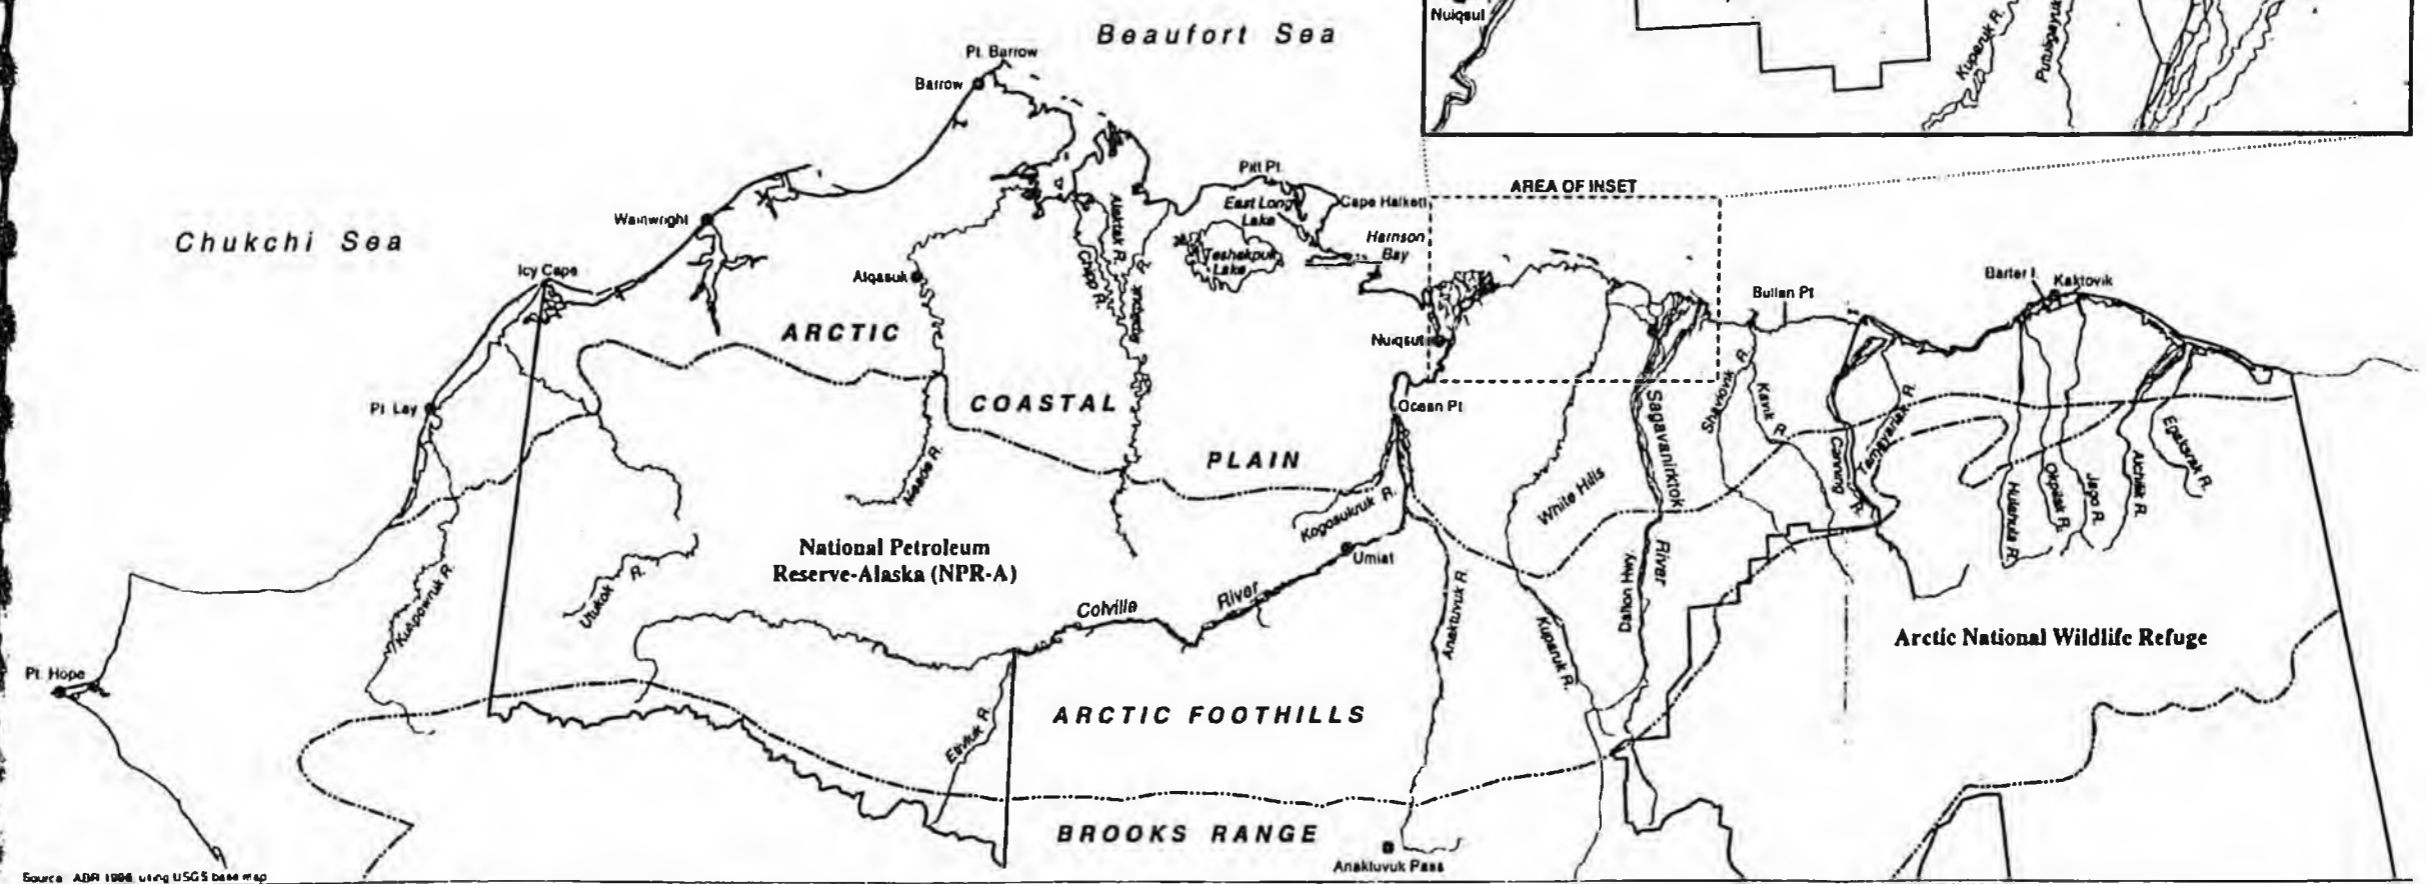 Nuiqsut
Kuparuk R.
Beaufort Sea
Pt. Barrow
Barrow
Pitt Pt.
AREA OF INSET
Cape Halkett
East Long
Lake
Wainwright
Chukchi Sea
Harrison
Bay
Teshekpuk
Lake
Icy Cape
Atqasuk
Alaktak R.
Chipp R.
Barter I.
Kaktovik
Bullen Pt
ARCTIC
Nuiqsut
Shaviovik R.
Kavik R.
COASTAL
Pt. Lay
Ocean Pt
Sagavanirktok
River
Canning R.
PLAIN
Meade R.
White Hills
Kogosukruk R.
Hulahula R.
Okpilak R.
Jago R.
Aichilik R.
National Petroleum
Reserve-Alaska (NPR-A)
Umiat
Dalton Hwy.
Utukok R.
Colville River
Anaktuvuk R.
Kuparuk R.
Arctic National Wildlife Refuge
Pt. Hope
ARCTIC FOOTHILLS
Etivluk R.
BROOKS RANGE
Anaktuvuk Pass
Source: ABR 1996, using USGS base map